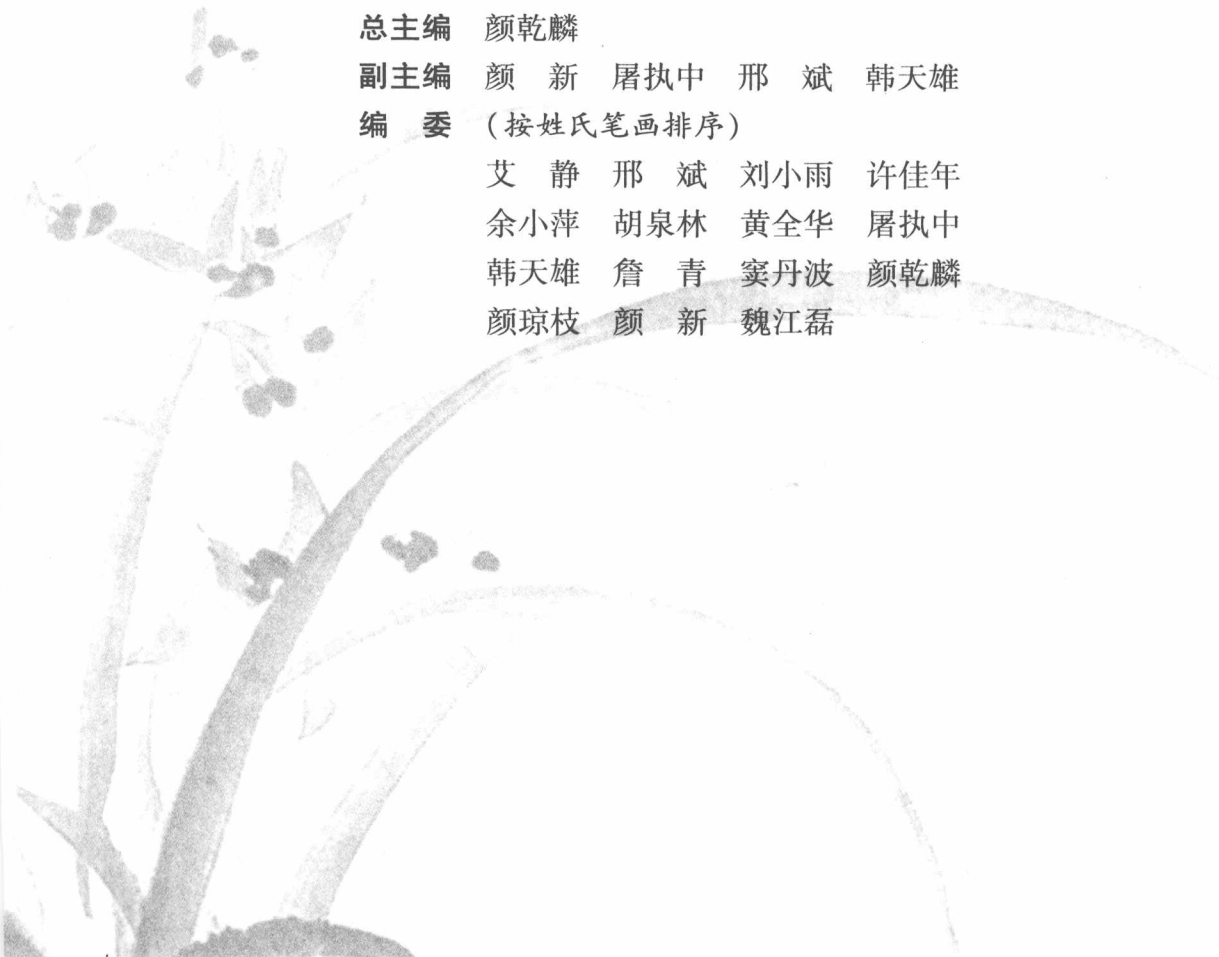 总主编 颜乾麟
副主编 颜 新 屠执中 邢 斌 韩天雄
编 委 （按姓氏笔画排序）
艾 静 邢 斌 刘小雨 许佳年
余小萍 胡泉林 黄全华 屠执中
韩天雄 詹 青 窦丹波 颜乾麟
颜琼枝 颜 新 魏江磊